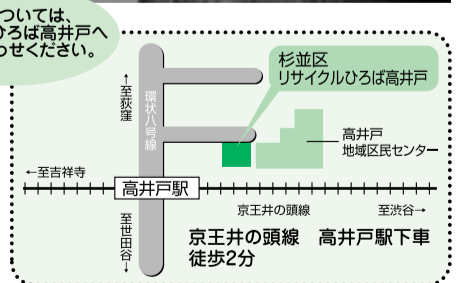 ついては、
ひろば高井戸へ
わせください。
杉並区
リサイクルひろば高井戸
↑至荻窪
環状八号線
高井戸
地域区民センター
←至吉祥寺
高井戸駅
京王井の頭線
至渋谷→
至世田谷↓
京王井の頭線 高井戸駅下車
徒歩2分